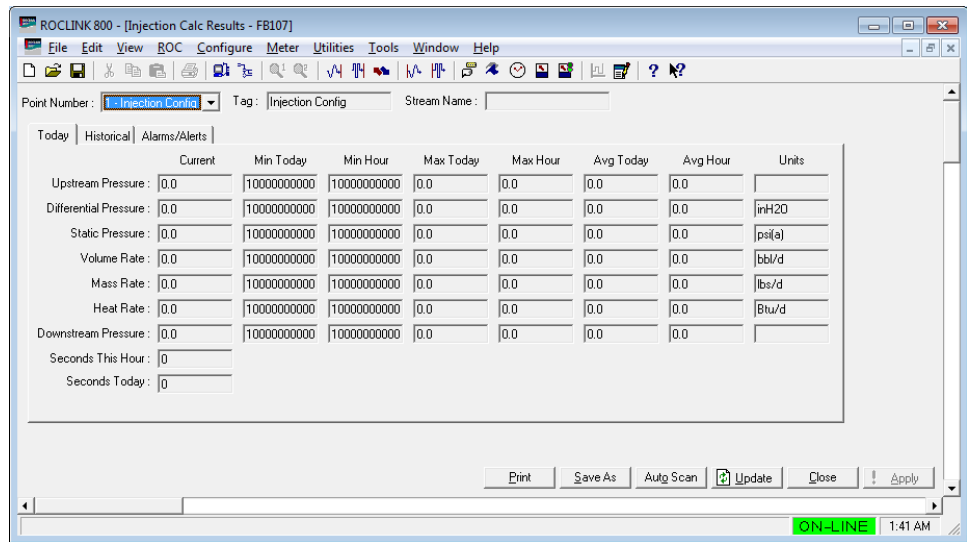 ROCLINK 800 - [Injection Calc Results - FB107]
File Edit View ROC Configure Meter Utilities Tools Window Help
Point Number : 1 - Injection Config Tag : Injection Config Stream Name :
Today Historical Alarms/Alerts
Current Min Today Min Hour Max Today Max Hour Avg Today Avg Hour Units
Upstream Pressure : 0.0 10000000000 10000000000 0.0 0.0 0.0 0.0
Differential Pressure : 0.0 10000000000 10000000000 0.0 0.0 0.0 0.0 inH2O
Static Pressure : 0.0 10000000000 10000000000 0.0 0.0 0.0 0.0 psi(a)
Volume Rate : 0.0 10000000000 10000000000 0.0 0.0 0.0 0.0 bbl/d
Mass Rate : 0.0 10000000000 10000000000 0.0 0.0 0.0 0.0 lbs/d
Heat Rate : 0.0 10000000000 10000000000 0.0 0.0 0.0 0.0 Btu/d
Downstream Pressure : 0.0 10000000000 10000000000 0.0 0.0 0.0 0.0
Seconds This Hour : 0
Seconds Today : 0
Print Save As Auto Scan Update Close ! Apply
ON-LINE 1:41 AM